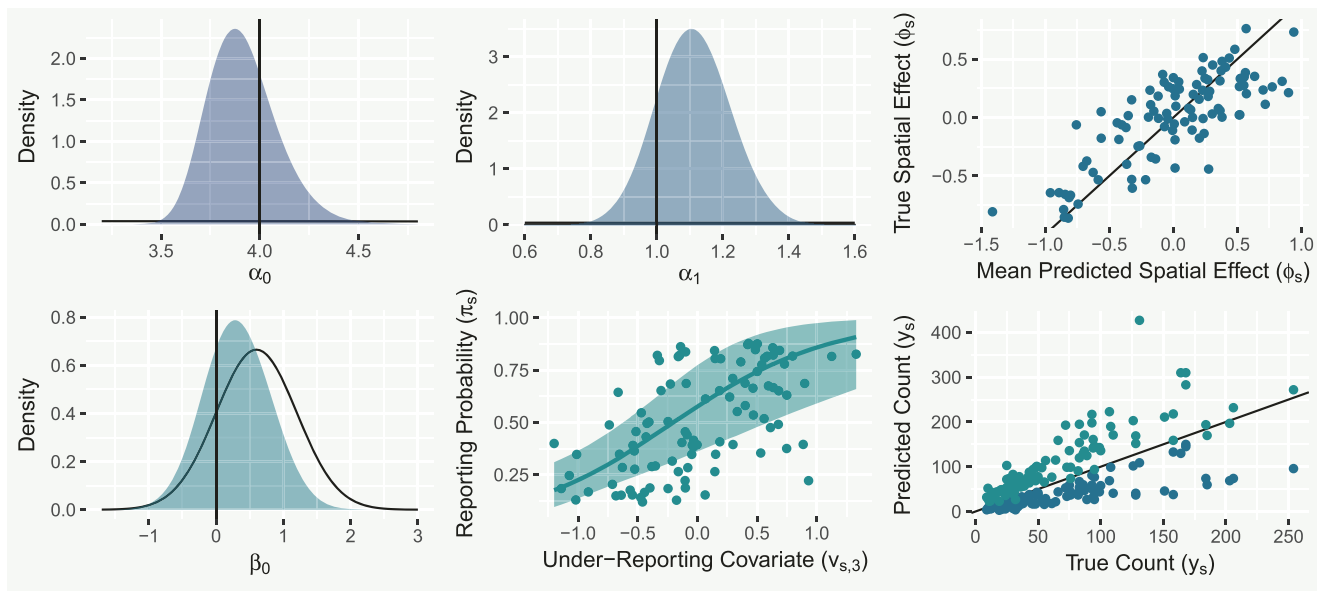 Density
2.0
1.5
1.0
0.5
0.0
3.5 4.0 4.5
α0
Density
3
2
1
0
0.6 0.8 1.0 1.2 1.4 1.6
α1
True Spatial Effect (ϕs)
0.5
0.0
−0.5
−1.5 −1.0 −0.5 0.0 0.5 1.0
Mean Predicted Spatial Effect (ϕs)
Density
0.8
0.6
0.4
0.2
0.0
−1 0 1 2 3
β0
Reporting Probability (πs)
1.00
0.75
0.50
0.25
−1.0 −0.5 0.0 0.5 1.0
Under−Reporting Covariate (vs,3)
Predicted Count (ys)
400
300
200
100
0
0 50 100 150 200 250
True Count (ys)